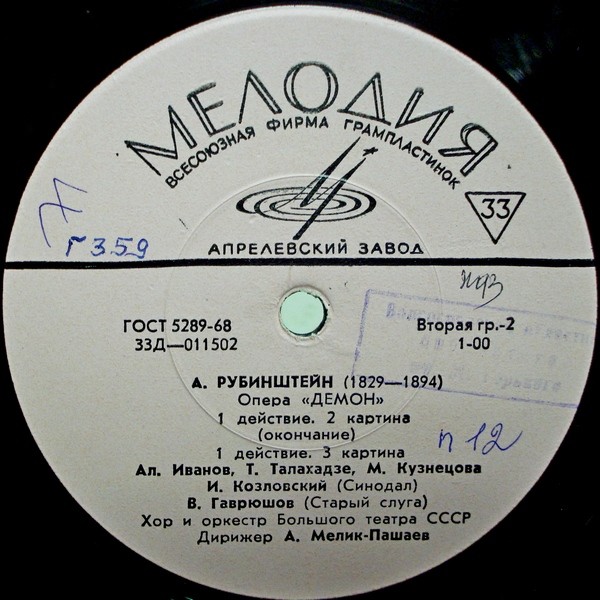 МЕЛОДИЯ
ВСЕСОЮЗНАЯ ФИРМА ГРАМПЛАСТИНОК
33
АПРЕЛЕВСКИЙ ЗАВОД
Г 359
ГОСТ 5289-68
33Д—011502
Вторая гр.-2
1-00
А. РУБИНШТЕЙН (1829—1894)
Опера «ДЕМОН»
1 действие. 2 картина
(окончание)
1 действие. 3 картина
п 12
Ал. Иванов, Т. Талахадзе, М. Кузнецова
И. Козловский (Синодал)
В. Гаврюшов (Старый слуга)
Хор и оркестр Большого театра СССР
Дирижер А. Мелик-Пашаев